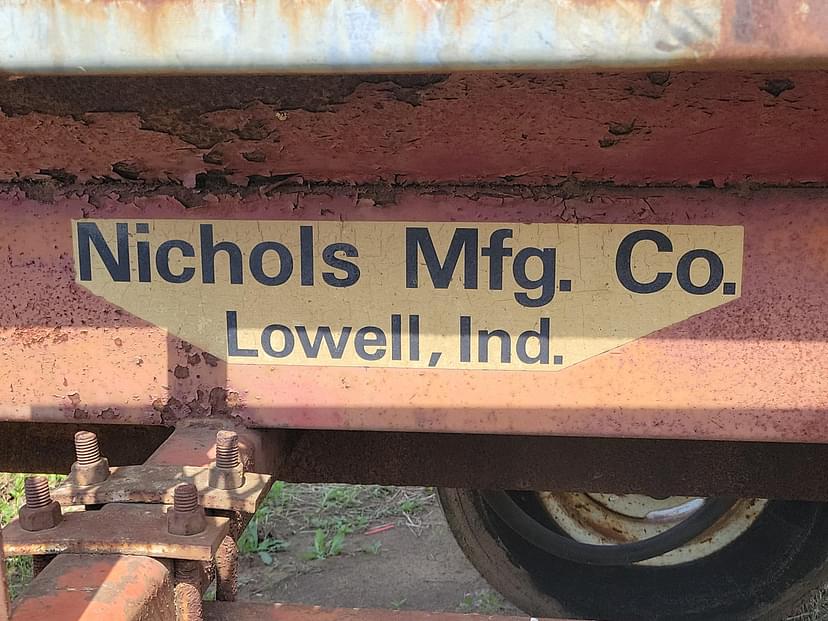 Nichols Mfg. Co.
Lowell, Ind.